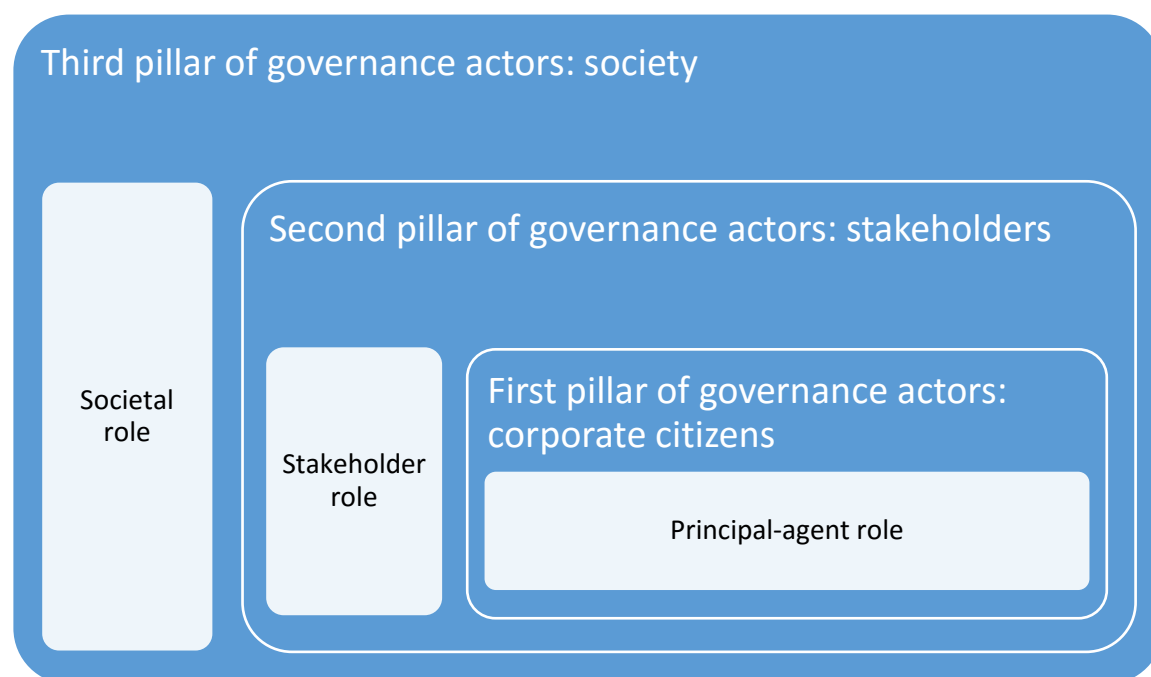 Third pillar of governance actors: society
Second pillar of governance actors: stakeholders
First pillar of governance actors:
corporate citizens
Societal
role
Stakeholder
role
Principal-agent role